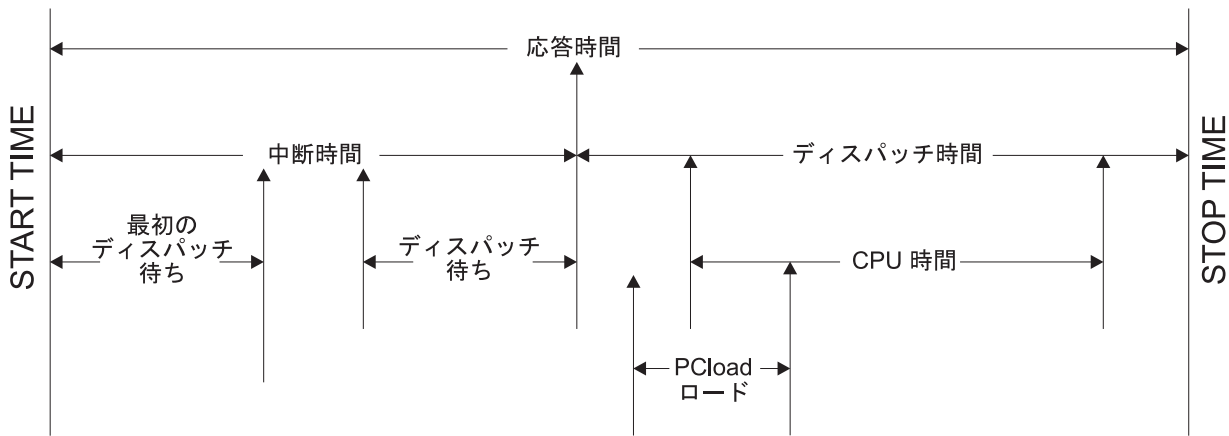 応答時間
START TIME
中断時間
ディスパッチ時間
STOP TIME
最初の
ディスパッチ
待ち
ディスパッチ
待ち
CPU 時間
PCload
ロード